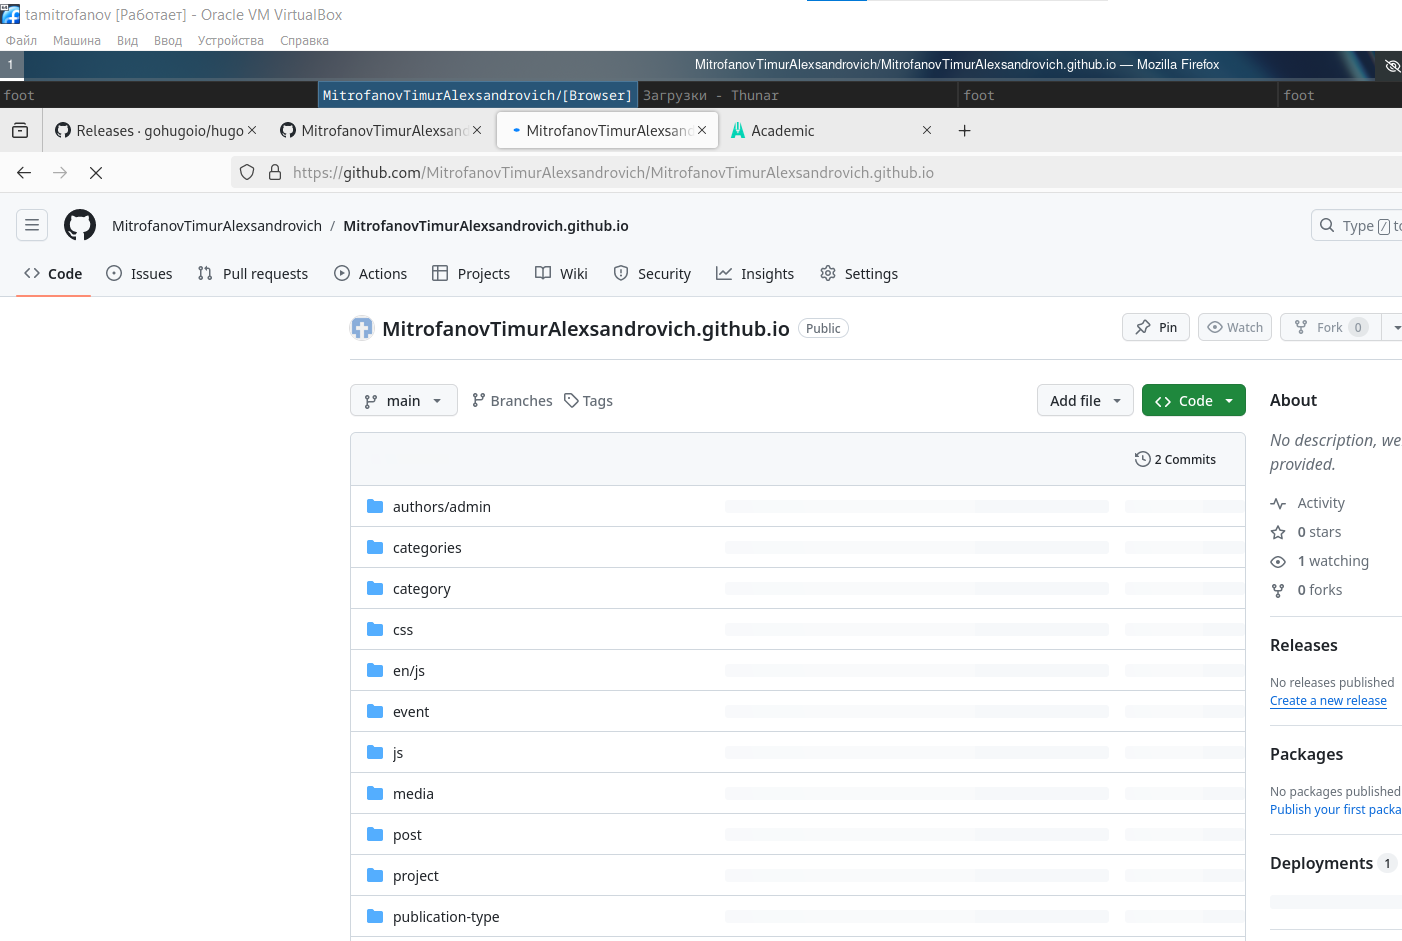 tamitrofanov [Работает] - Oracle VM VirtualBox
Файл Машина Вид Ввод Устройства Справка
1 MitrofanovTimurAlexsandrovich/MitrofanovTimurAlexsandrovich.github.io — Mozilla Firefox
foot MitrofanovTimurAlexsandrovich/[Browser] Загрузки - Thunar foot foot
Releases · gohugoio/hugo MitrofanovTimurAlexsand MitrofanovTimurAlexsand Academic
https://github.com/MitrofanovTimurAlexsandrovich/MitrofanovTimurAlexsandrovich.github.io
MitrofanovTimurAlexsandrovich / MitrofanovTimurAlexsandrovich.github.io Type / to
Code Issues Pull requests Actions Projects Wiki Security Insights Settings
MitrofanovTimurAlexsandrovich.github.io Public Pin Watch Fork 0
main Branches Tags Add file Code
2 Commits
authors/admin
categories
category
css
en/js
event
js
media
post
project
publication-type
About
No description, we
provided.
Activity
0 stars
1 watching
0 forks
Releases
No releases published
Create a new release
Packages
No packages published
Publish your first packa
Deployments 1